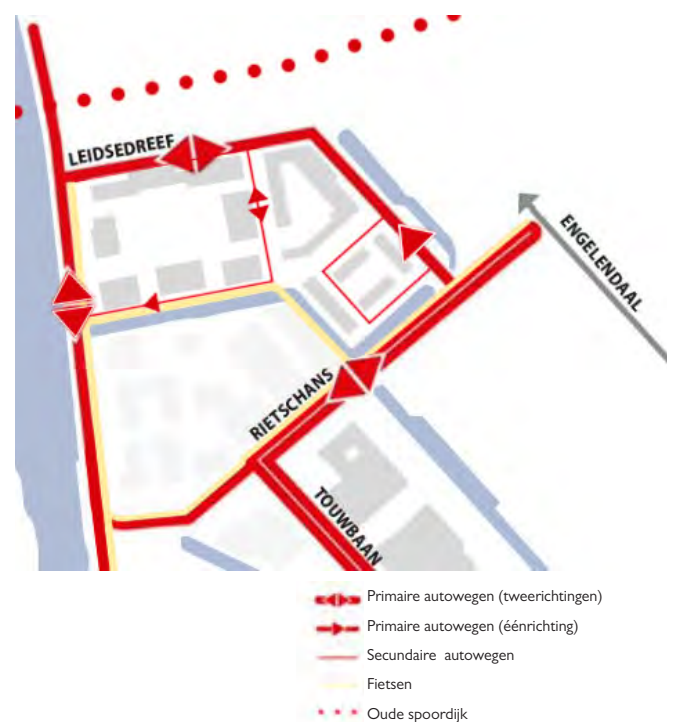 LEIDSEDREEF
ENGELENDAAL
RIETSCHANS
TOUWBAAN
Primaire autowegen (tweerichtingen)
Primaire autowegen (éénrichting)
Secundaire autowegen
Fietsen
Oude spoordijk